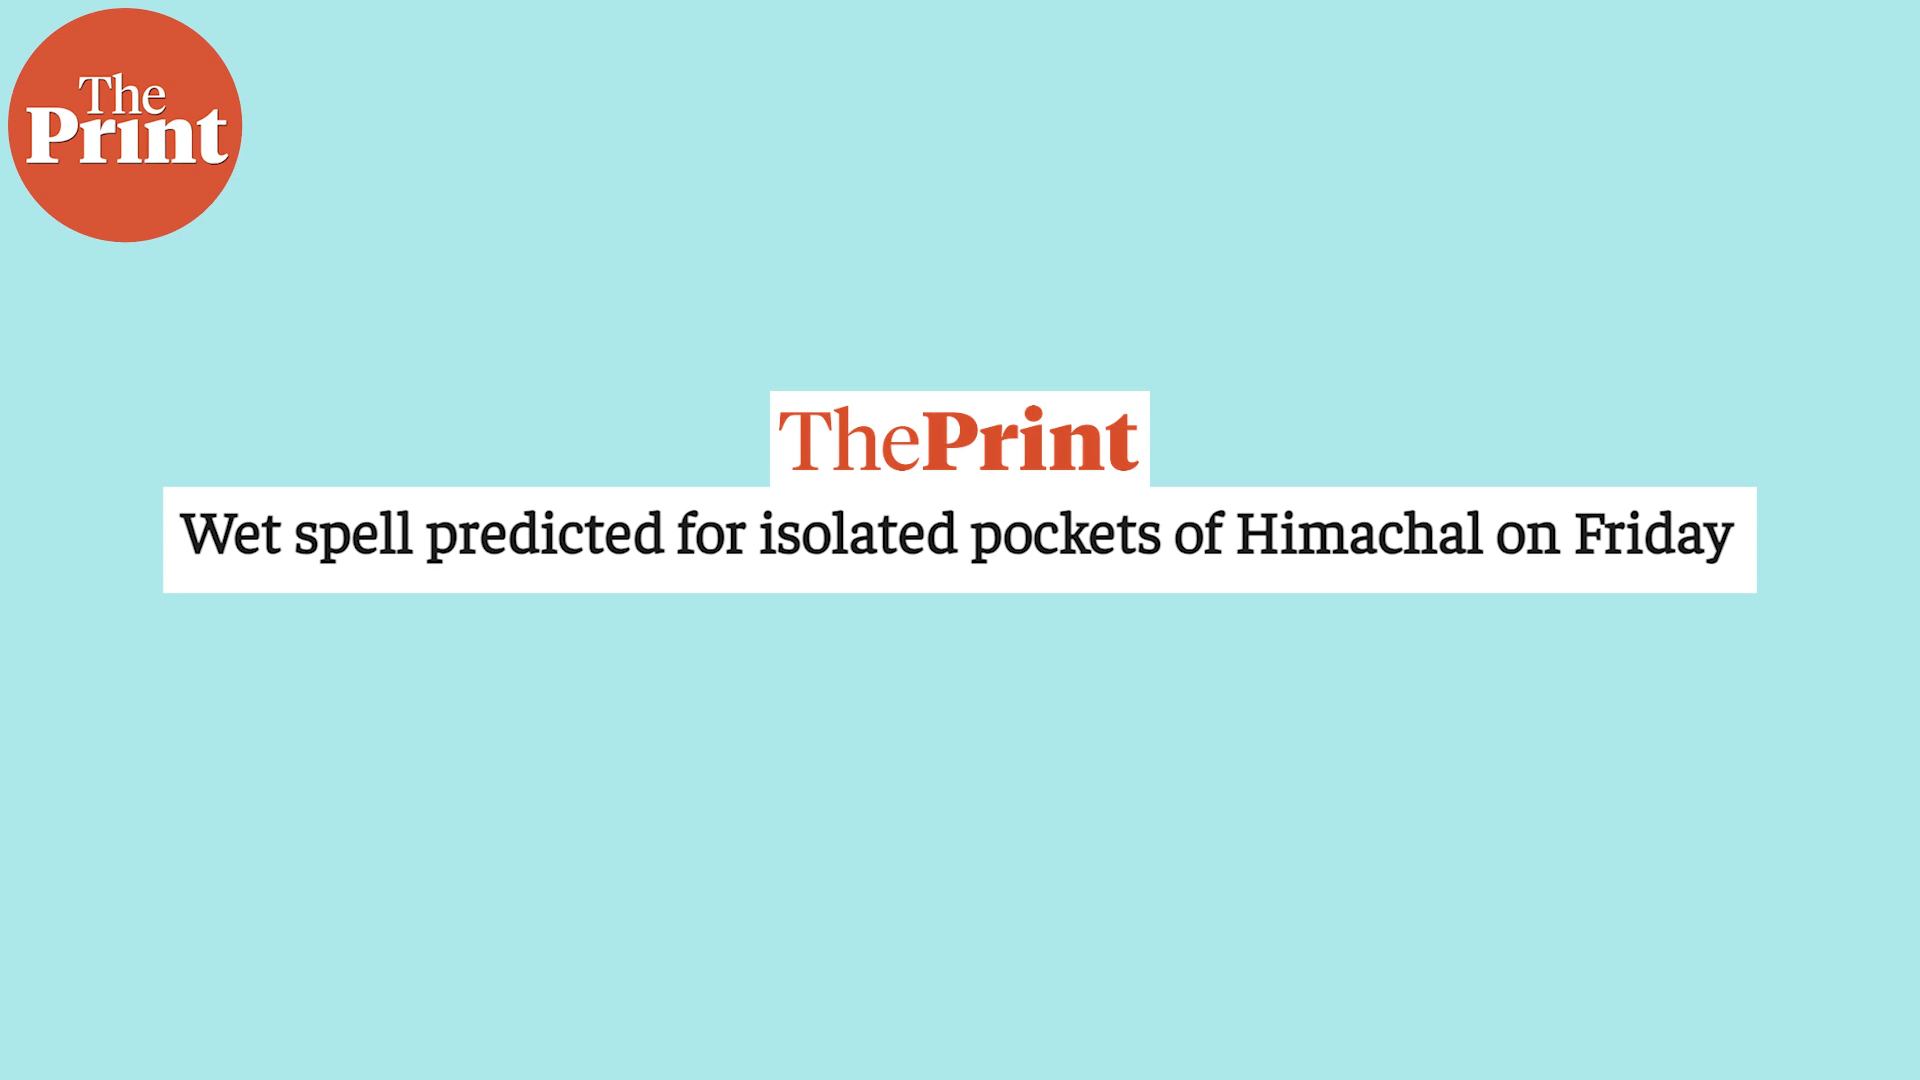 The
Print
ThePrint
Wet spell predicted for isolated pockets of Himachal on Friday